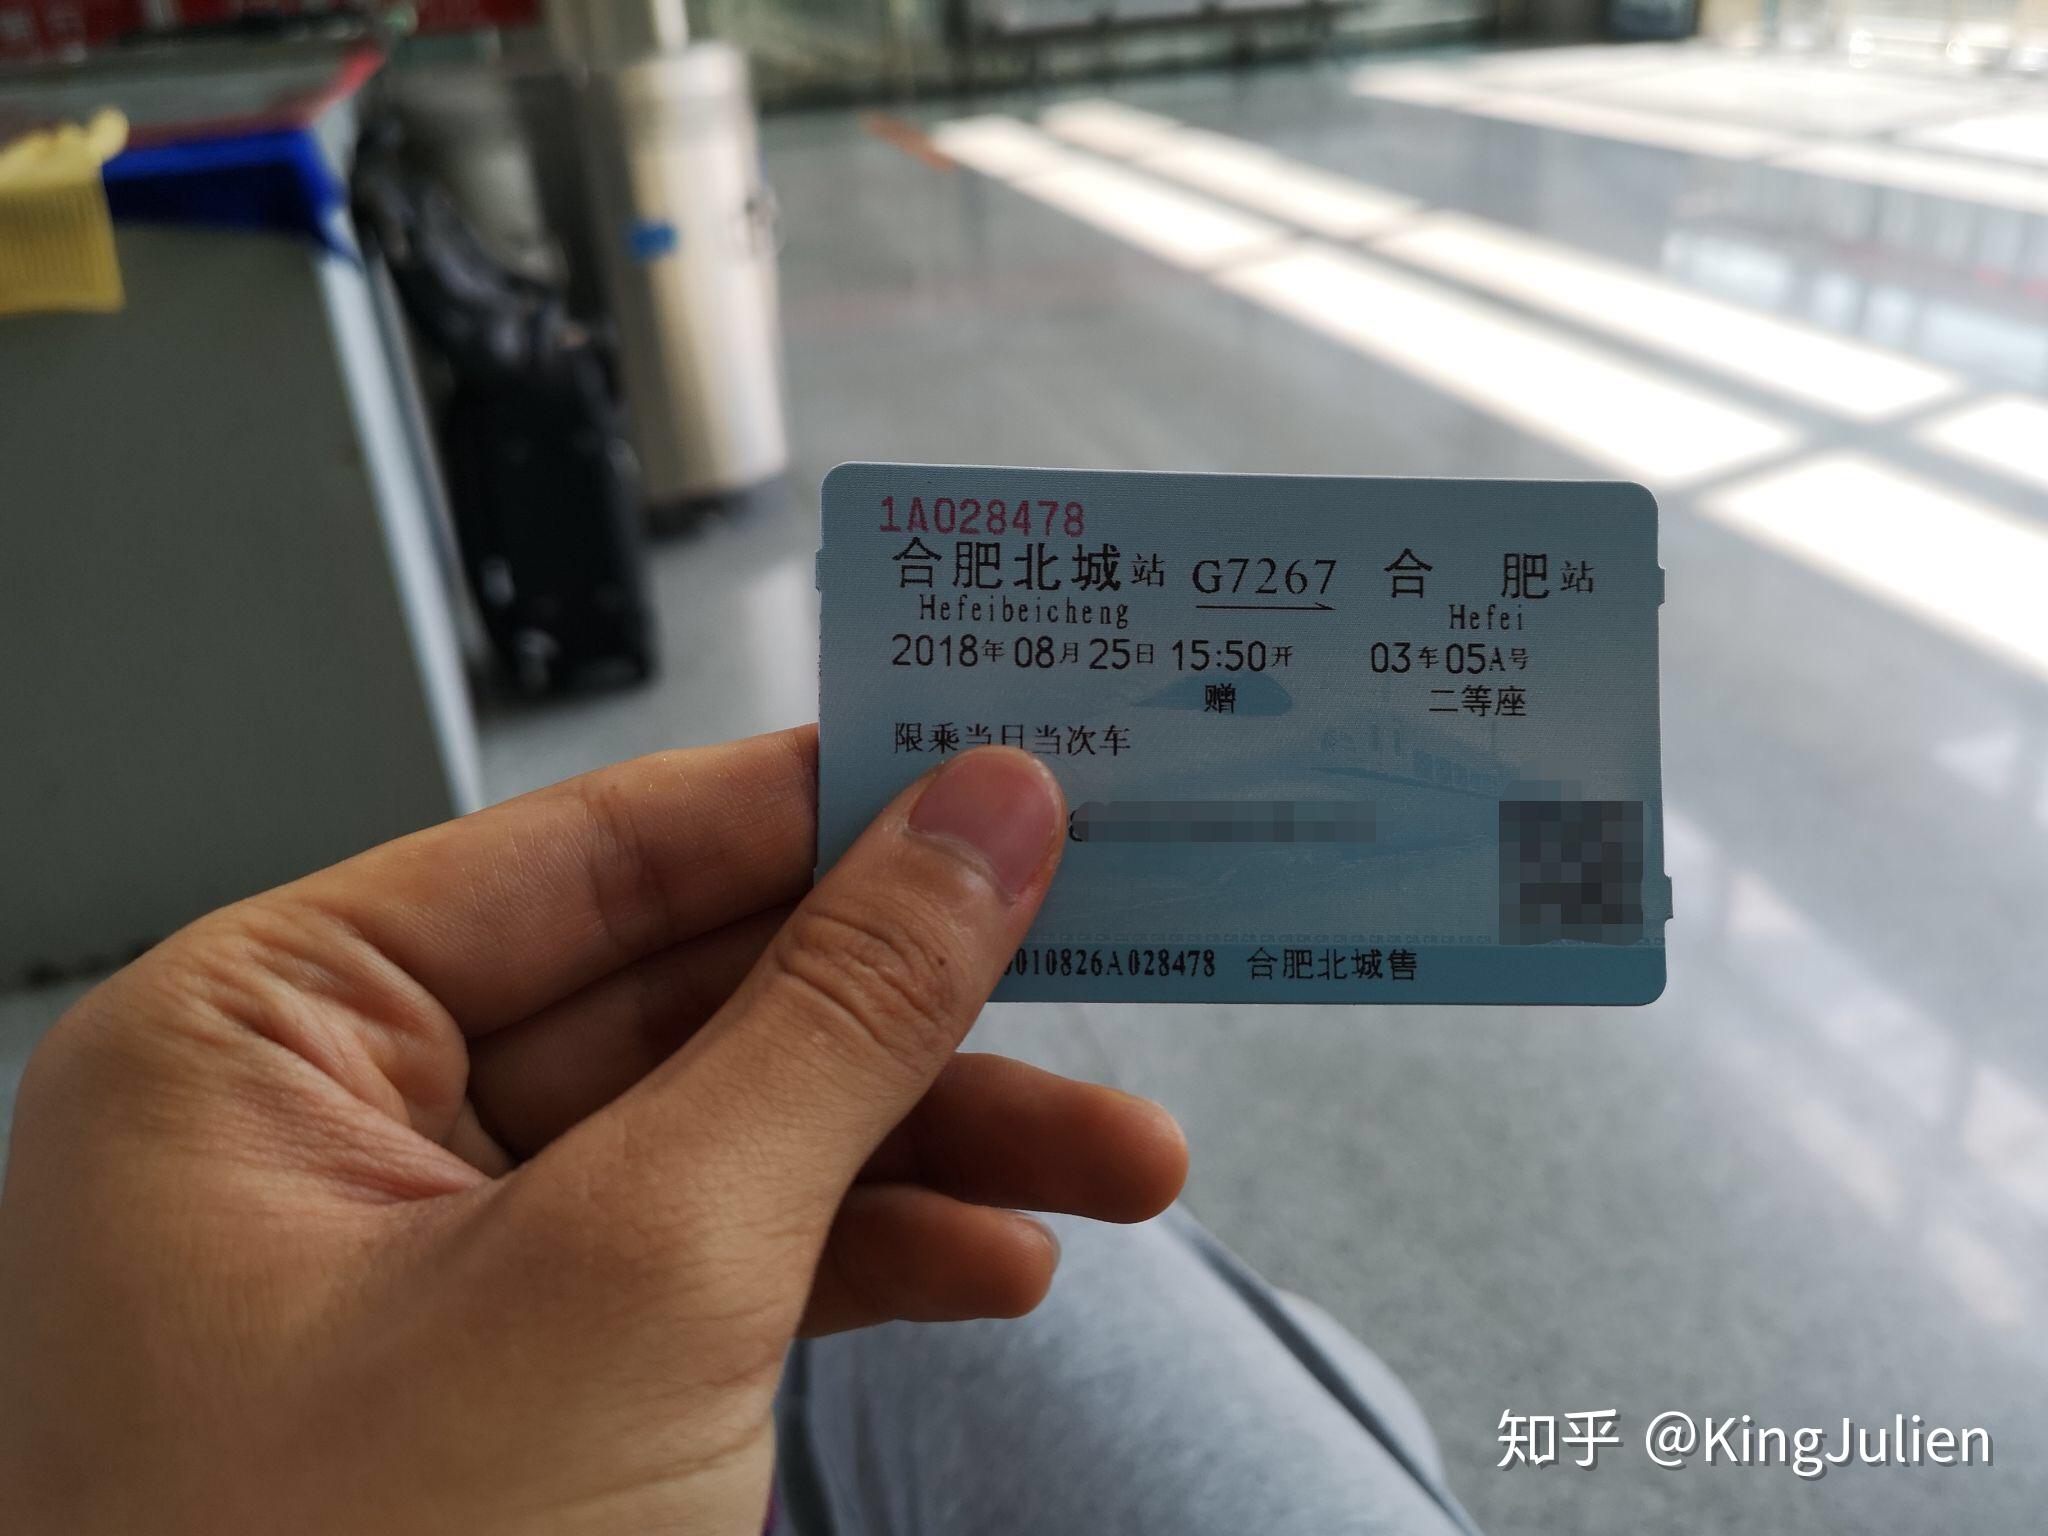 1A028478
合肥北城站 G7267 合肥站
Hefeibeicheng Hefei
2018年08月25日 15:50开 03车05A号
赠 二等座
限乘当日当次车
8
010826A028478 合肥北城售
知乎 @KingJulien